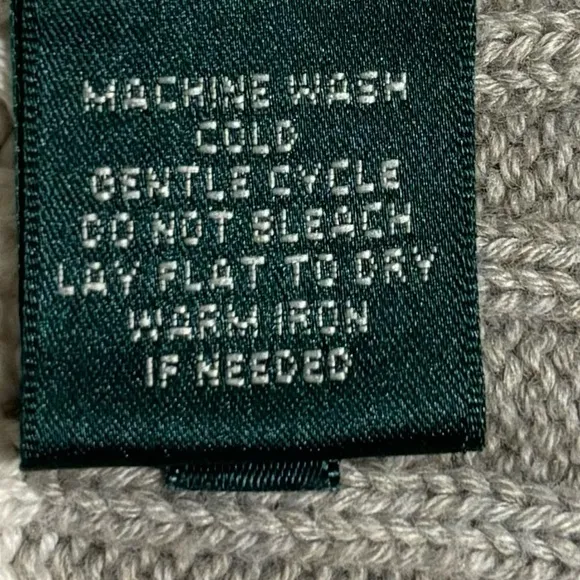 MACHINE WASH
COLD
GENTLE CYCLE
DO NOT BLEACH
LAY FLAT TO DRY
WARM IRON
IF NEEDED